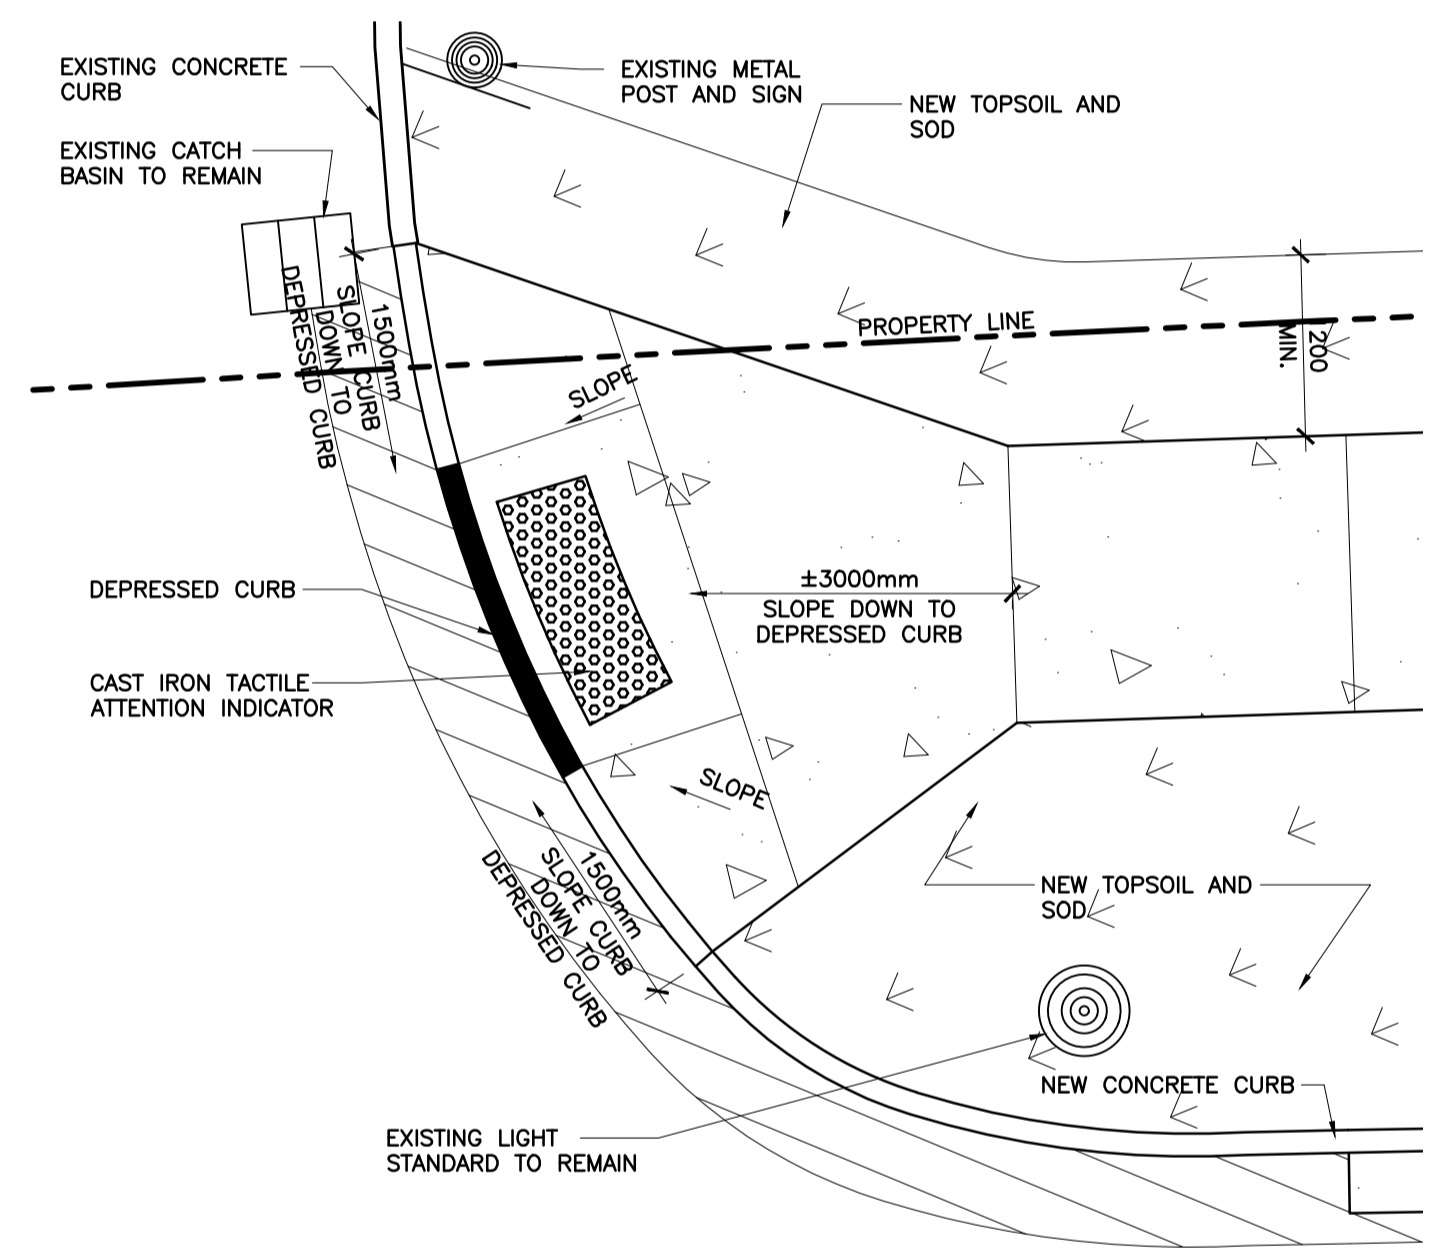 EXISTING CONCRETE
CURB
EXISTING METAL
POST AND SIGN
NEW TOPSOIL AND
SOD
EXISTING CATCH
BASIN TO REMAIN
1500mm
SLOPE CURB
DOWN TO
DEPRESSED CURB
PROPERTY LINE
200
MIN.
SLOPE
DEPRESSED CURB
±3000mm
SLOPE DOWN TO
DEPRESSED CURB
CAST IRON TACTILE
ATTENTION INDICATOR
SLOPE
1500mm
SLOPE CURB
DOWN TO
DEPRESSED CURB
NEW TOPSOIL AND
SOD
NEW CONCRETE CURB
EXISTING LIGHT
STANDARD TO REMAIN